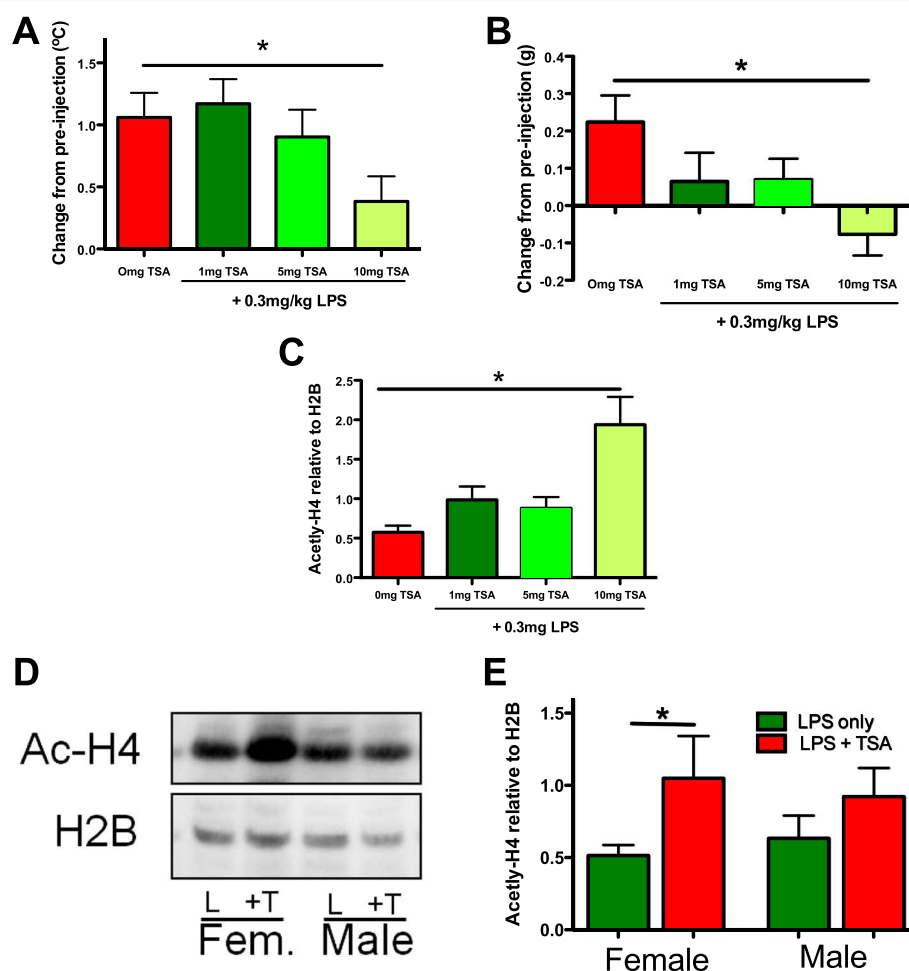 A
Change from pre-injection (ºC)
1.5
1.0
0.5
0.0
*
Omg TSA 1mg TSA 5mg TSA 10mg TSA
+ 0.3mg/kg LPS
B
Change from pre-injection (g)
0.4
0.3
0.2
0.1
0.0
-0.1
-0.2
*
Omg TSA 1mg TSA 5mg TSA 10mg TSA
+ 0.3mg/kg LPS
C
Acetly-H4 relative to H2B
2.5
2.0
1.5
1.0
0.5
0.0
*
0mg TSA 1mg TSA 5mg TSA 10mg TSA
+ 0.3mg LPS
D
Ac-H4
H2B
L +T L +T
Fem. Male
E
Acetly-H4 relative to H2B
1.5
1.0
0.5
0.0
*
LPS only
LPS + TSA
Female Male